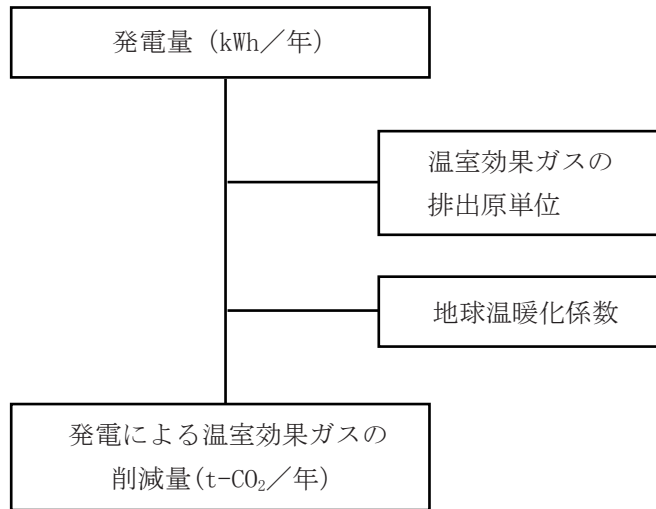 発電量（kWh／年）
温室効果ガスの
排出原単位
地球温暖化係数
発電による温室効果ガスの
削減量(t-CO₂／年)